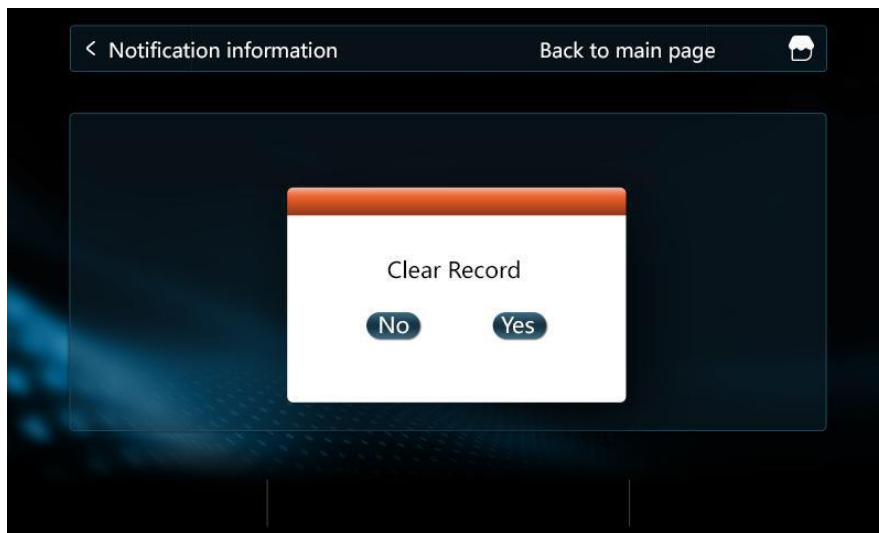 Notification information Back to main page
Clear Record
No Yes